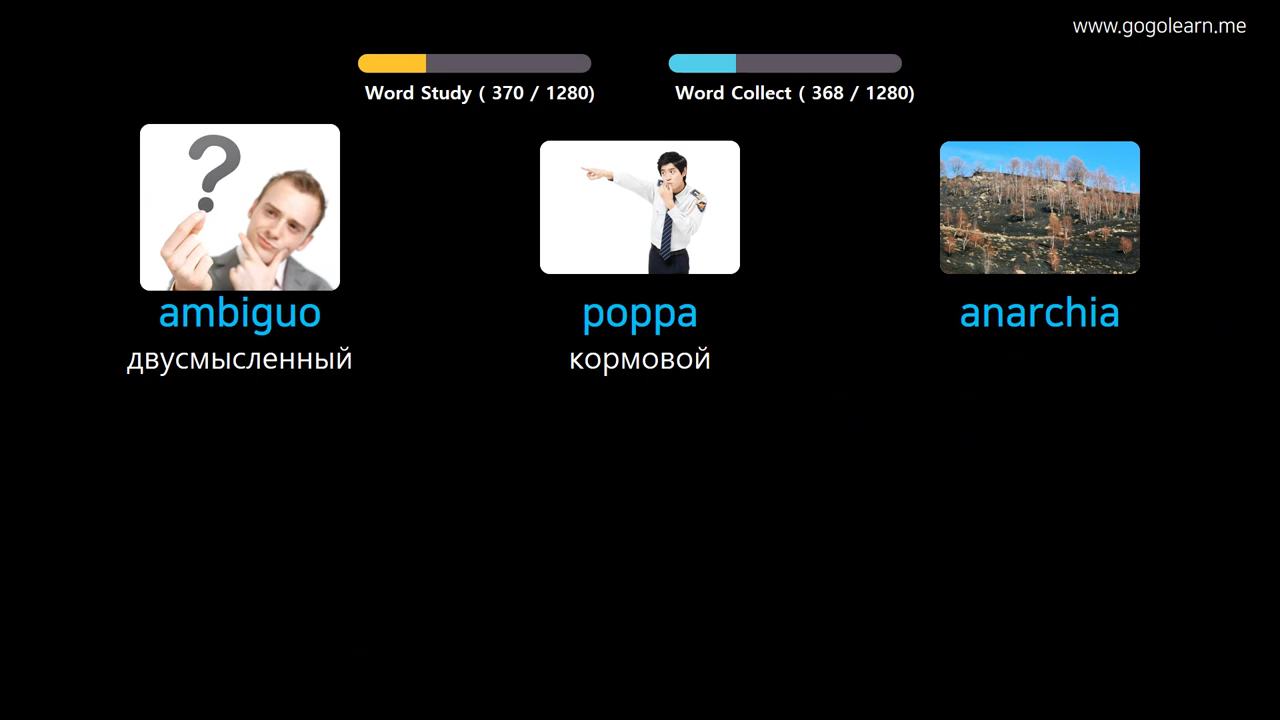 www.gogolearn.me
Word Study ( 370 / 1280)
Word Collect ( 368 / 1280)
ambiguo
двусмысленный
poppa
кормовой
anarchia